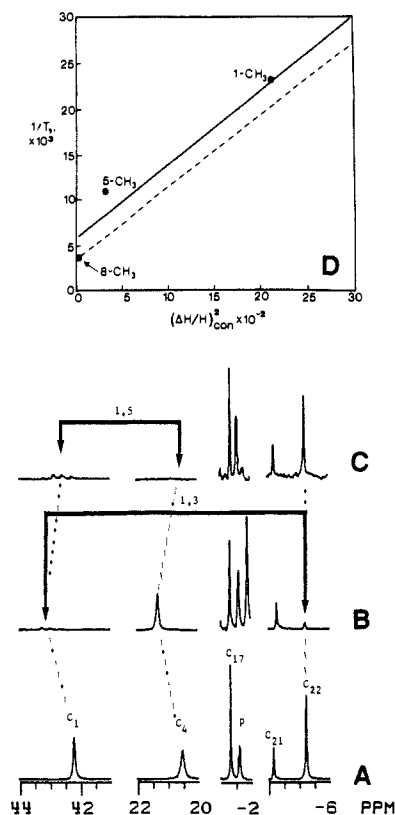 30
25
20
1/T₁,
×10³
15
10
5
0
1-CH₃
5-CH₃
8-CH₃
D
0 5 10 15 20 25 30
(ΔH/H)²con ×10⁻²
1,5
C
1,3
B
C₁ C₄ C₁₇ P C₂₁ C₂₂
A
44 42 22 20 -2 -6 PPM